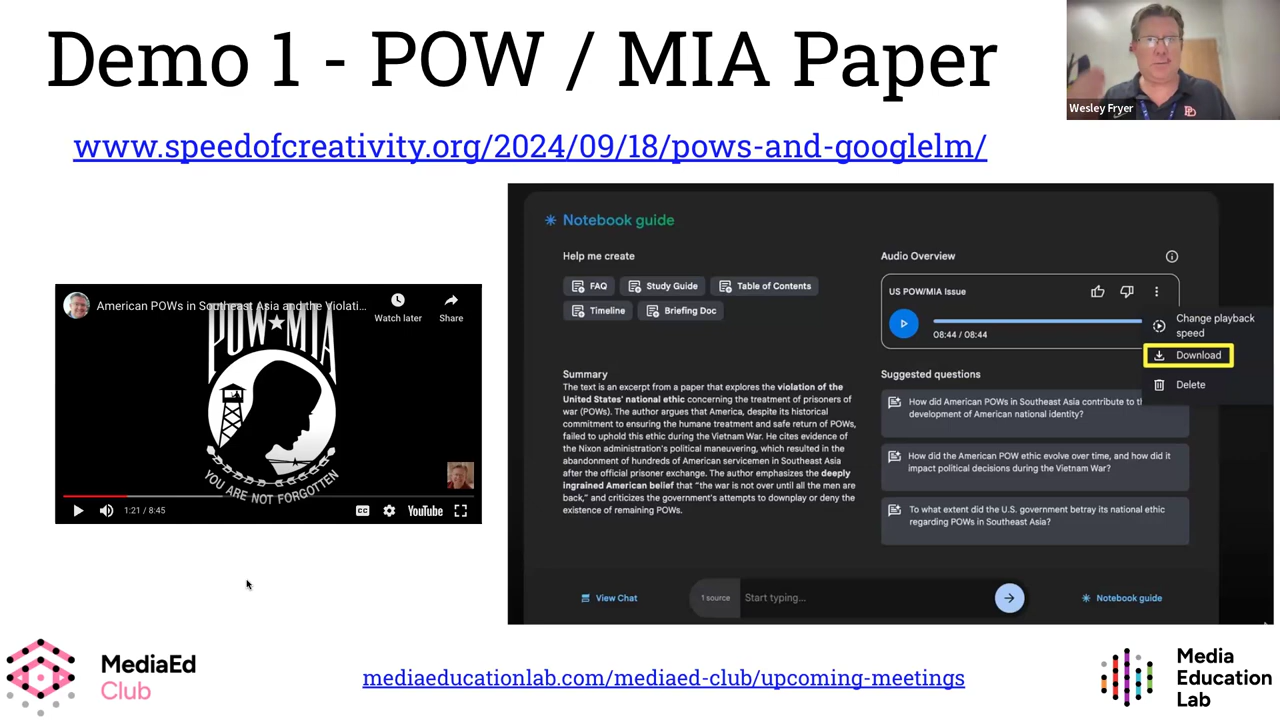 Demo 1 - POW / MIA Paper
Wesley Fryer
www.speedofcreativity.org/2024/09/18/pows-and-googlelm/
American POWs in Southeast Asia and the Violati...
Watch later
Share
POW★MIA
YOU ARE NOT FORGOTTEN
1:21 / 8:45
CC
YouTube
Notebook guide
Help me create
FAQ
Study Guide
Table of Contents
Timeline
Briefing Doc
Summary
The text is an excerpt from a paper that explores the violation of the
United States' national ethic concerning the treatment of prisoners of
war (POWs). The author argues that America, despite its historical
commitment to ensuring the humane treatment and safe return of POWs,
failed to uphold this ethic during the Vietnam War. He cites evidence
of the Nixon administration's political maneuvering, which resulted in the
abandonment of hundreds of American servicemen in Southeast Asia
after the official prisoner exchange. The author emphasizes the deeply
ingrained American belief that "the war is not over until all the men are
back," and criticizes the government's attempts to downplay or deny the
existence of remaining POWs.
Audio Overview
US POW/MIA Issue
08:44 / 08:44
Change playback
speed
Download
Delete
Suggested questions
How did American POWs in Southeast Asia contribute to th
development of American national identity?
How did the American POW ethic evolve over time, and how did it
impact political decisions during the Vietnam War?
To what extent did the U.S. government betray its national ethic
regarding POWs in Southeast Asia?
View Chat
1 source
Start typing...
Notebook guide
MediaEd
Club
mediaeducationlab.com/mediaed-club/upcoming-meetings
Media
Education
Lab